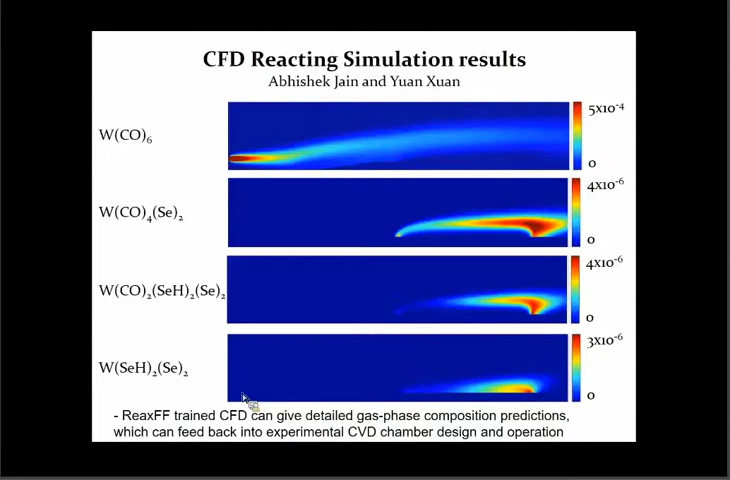 CFD Reacting Simulation results
Abhishek Jain and Yuan Xuan
W(CO)₆
5x10⁻⁴
0
W(CO)₄(Se)₂
4x10⁻⁶
0
W(CO)₂(SeH)₂(Se)₂
4x10⁻⁶
0
W(SeH)₂(Se)₂
3x10⁻⁶
0
- ReaxFF trained CFD can give detailed gas-phase composition predictions,
which can feed back into experimental CVD chamber design and operation